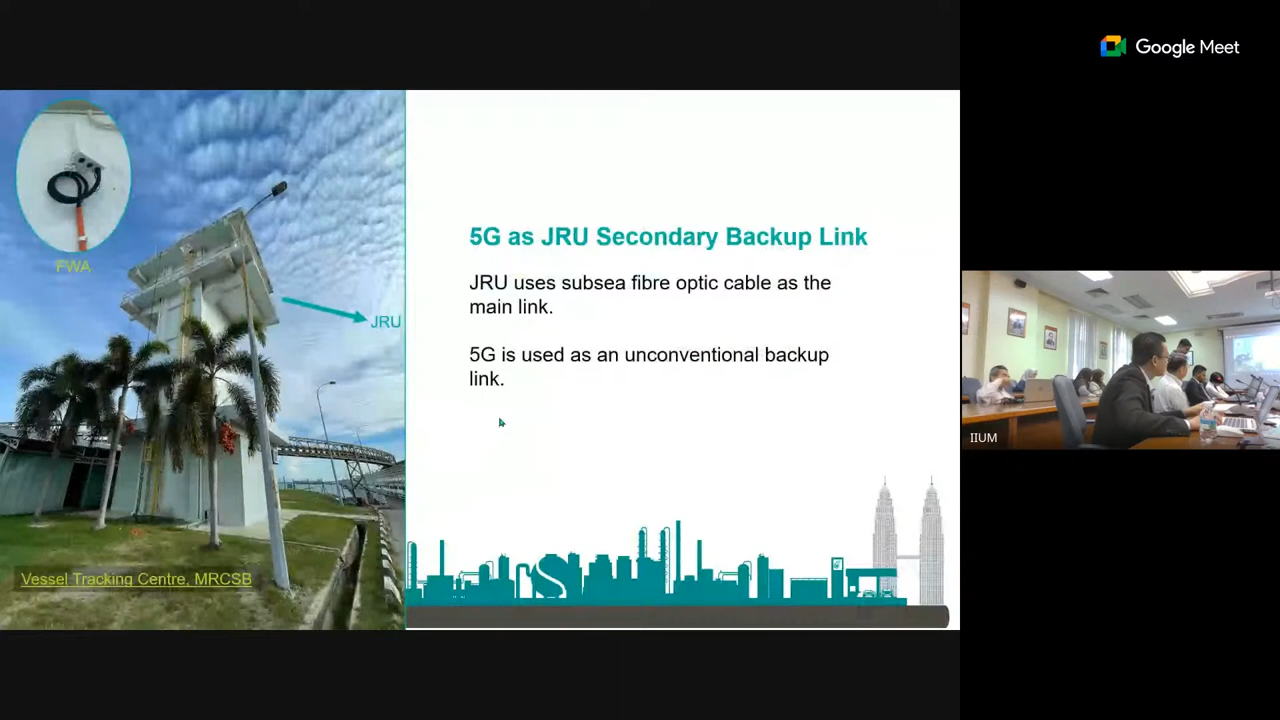 Google Meet
FWA
JRU
Vessel Tracking Centre, MRCSB
5G as JRU Secondary Backup Link
JRU uses subsea fibre optic cable as the
main link.
5G is used as an unconventional backup
link.
IIUM